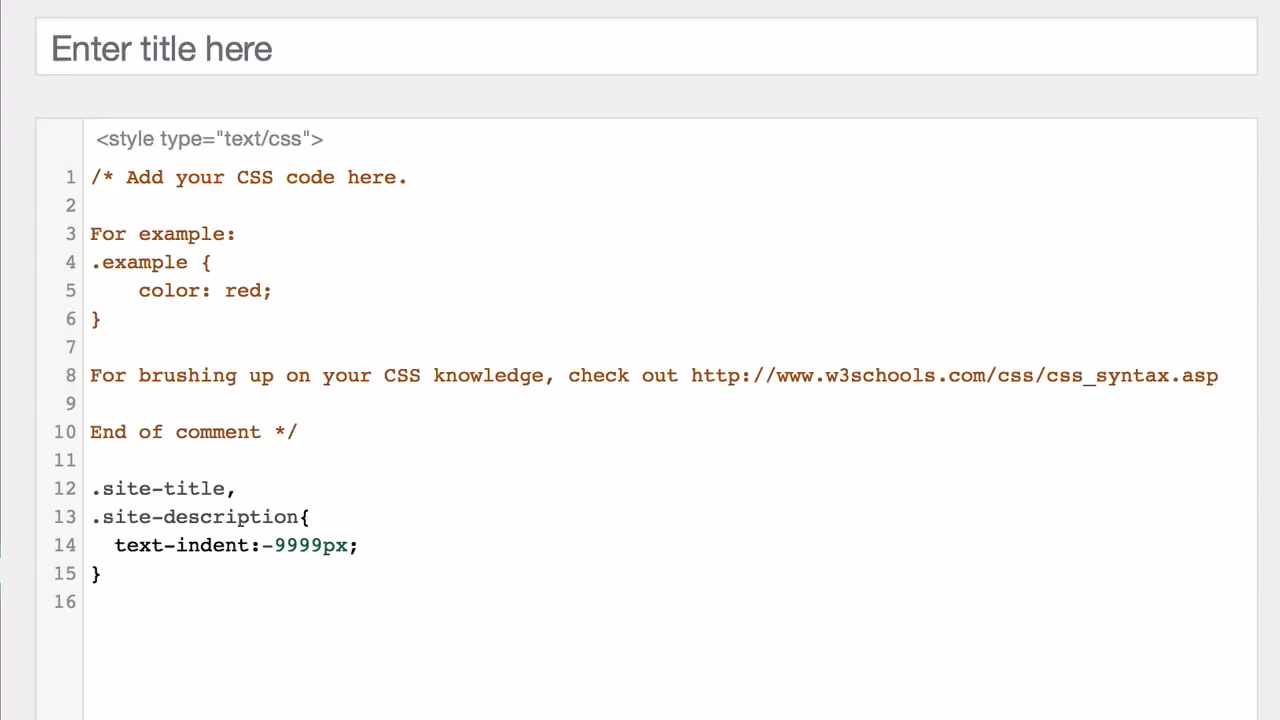 Enter title here
<style type="text/css">
1 /* Add your CSS code here.
2
3 For example:
4 .example {
5     color: red;
6 }
7
8 For brushing up on your CSS knowledge, check out http://www.w3schools.com/css/css_syntax.asp
9
10 End of comment */
11
12 .site-title,
13 .site-description{
14   text-indent:-9999px;
15 }
16